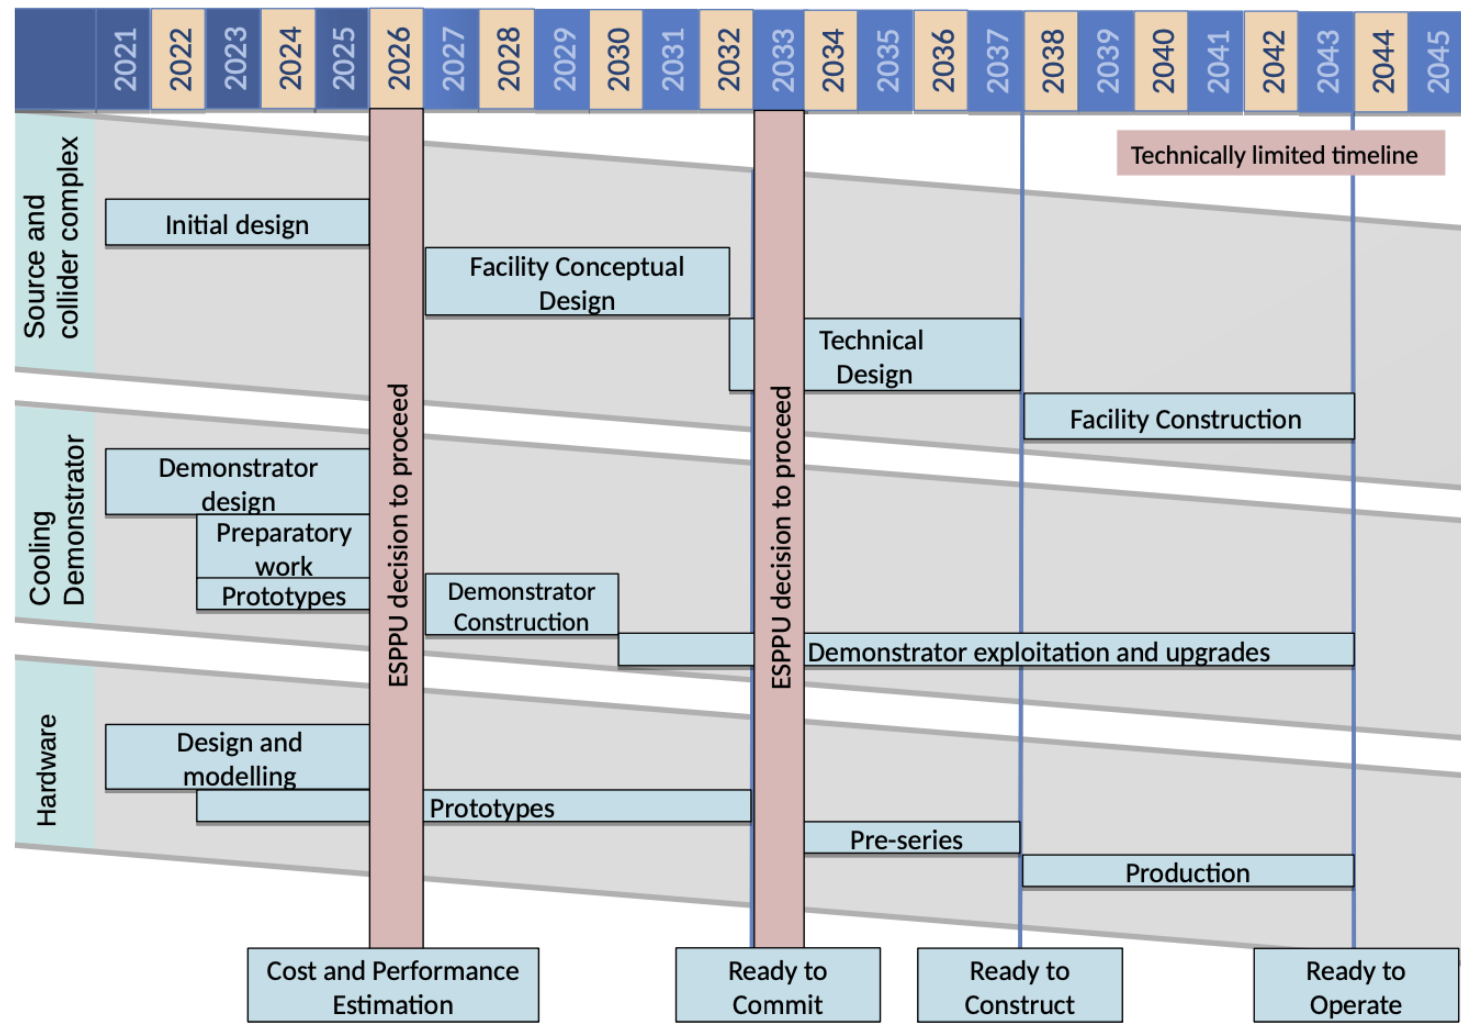 2021 2022 2023 2024 2025 2026 2027 2028 2029 2030 2031 2032 2033 2034 2035 2036 2037 2038 2039 2040 2041 2042 2043 2044 2045
Technically limited timeline
Source and
collider complex
Initial design
Facility Conceptual
Design
Technical
Design
Facility Construction
ESPPU decision to proceed
ESPPU decision to proceed
Cooling
Demonstrator
Demonstrator
design
Preparatory
work
Prototypes
Demonstrator
Construction
Demonstrator exploitation and upgrades
Hardware
Design and
modelling
Prototypes
Pre-series
Production
Cost and Performance
Estimation
Ready to
Commit
Ready to
Construct
Ready to
Operate